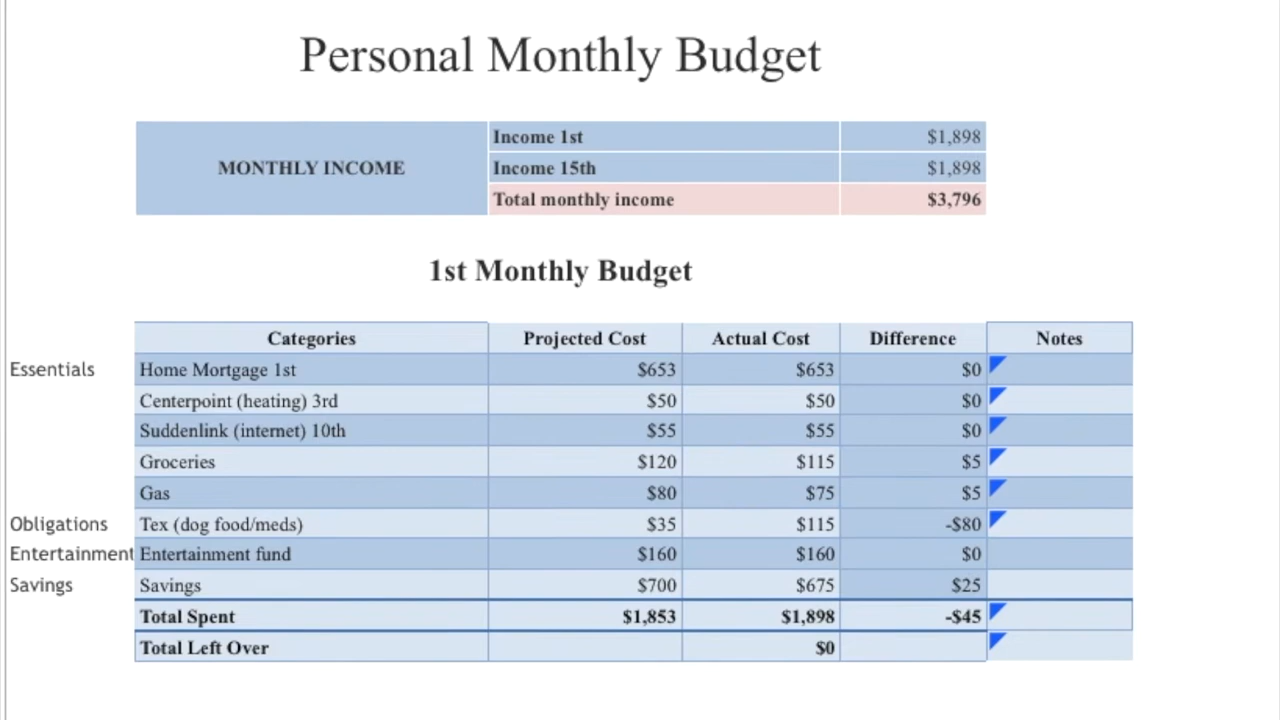 Personal Monthly Budget
MONTHLY INCOME
Income 1st $1,898
Income 15th $1,898
Total monthly income $3,796
1st Monthly Budget
Categories Projected Cost Actual Cost Difference Notes
Essentials Home Mortgage 1st $653 $653 $0
Centerpoint (heating) 3rd $50 $50 $0
Suddenlink (internet) 10th $55 $55 $0
Groceries $120 $115 $5
Gas $80 $75 $5
Obligations Tex (dog food/meds) $35 $115 -$80
Entertainment Entertainment fund $160 $160 $0
Savings Savings $700 $675 $25
Total Spent $1,853 $1,898 -$45
Total Left Over $0